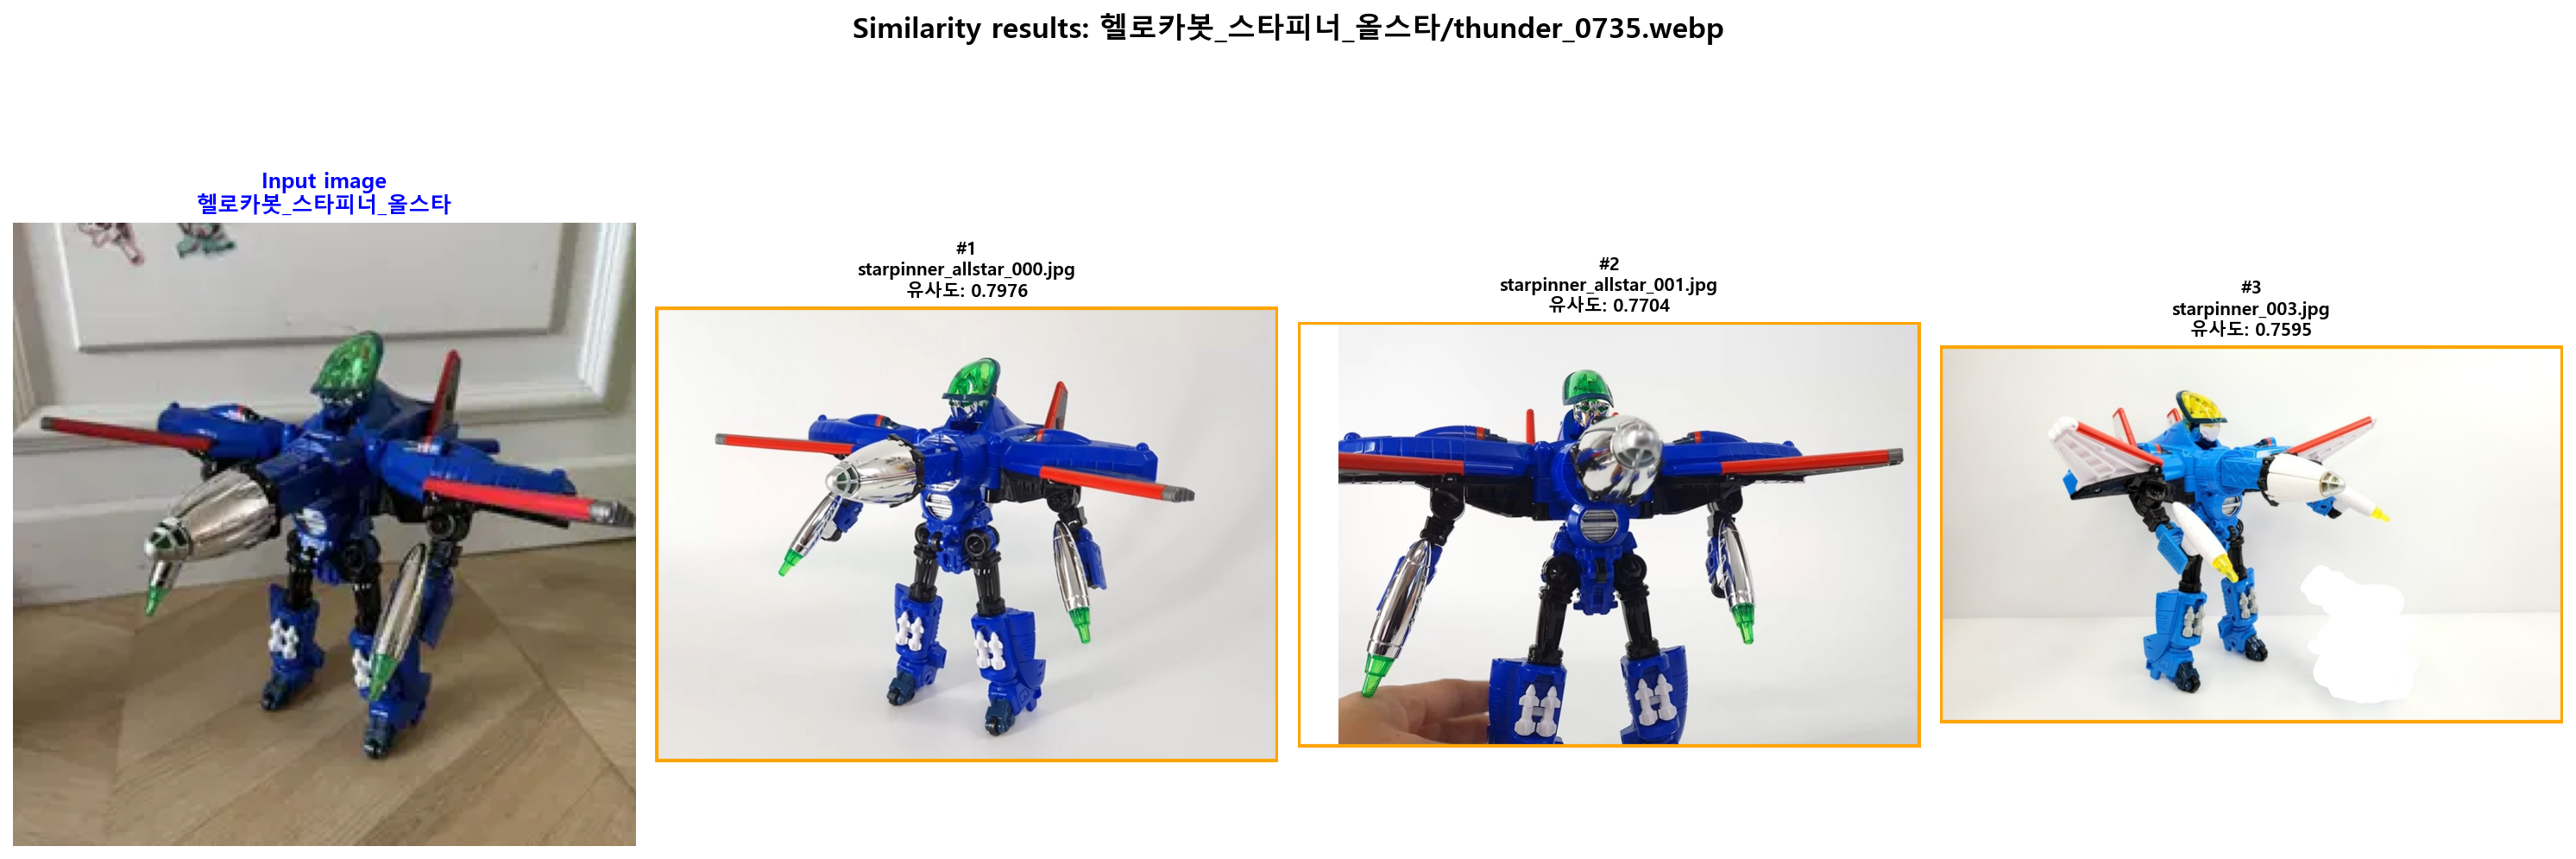 Similarity results: 헬로카봇_스타피너_올스타/thunder_0735.webp
Input image
헬로카봇_스타피너_올스타
#1
starpinner_allstar_000.jpg
유사도: 0.7976
#2
starpinner_allstar_001.jpg
유사도: 0.7704
#3
starpinner_003.jpg
유사도: 0.7595